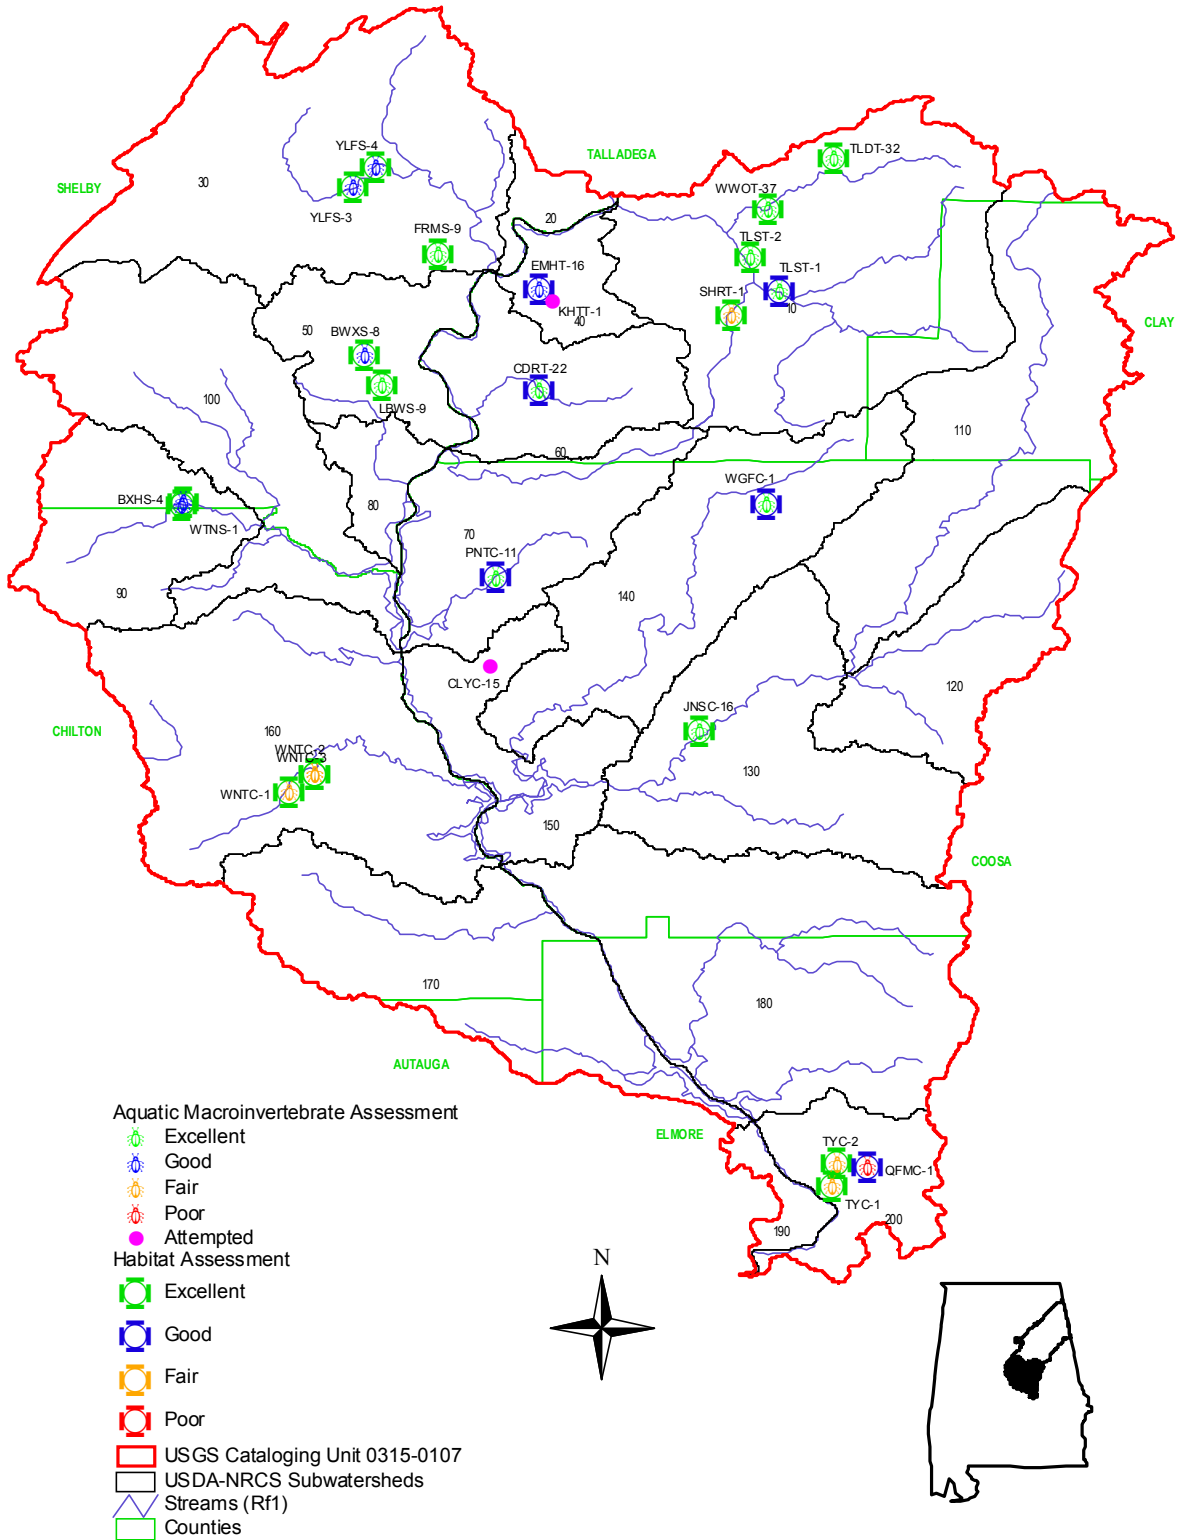 TALLADEGA
SHELBY
30
YLFS-4
YLFS-3
20
TLDT-32
WWOT-37
FRMS-9
TLST-2
EMHT-16
TLST-1
SHRT-1
10
KHTT-1
40
CLAY
50
BWXS-8
CDRT-22
LBWS-9
100
110
60
WGFC-1
BXHS-4
WTNS-1
80
70
PNTC-11
90
140
CLYC-15
120
JNSC-16
CHILTON
160
WNTC-2
WNTC-3
WNTC-1
130
150
COOSA
170
180
AUTAUGA
ELMORE
TYC-2
QFMC-1
TYC-1
190
200
Aquatic Macroinvertebrate Assessment
Excellent
Good
Fair
Poor
Attempted
Habitat Assessment
Excellent
Good
Fair
Poor
USGS Cataloging Unit 0315-0107
USDA-NRCS Subwatersheds
Streams (Rf1)
Counties
N